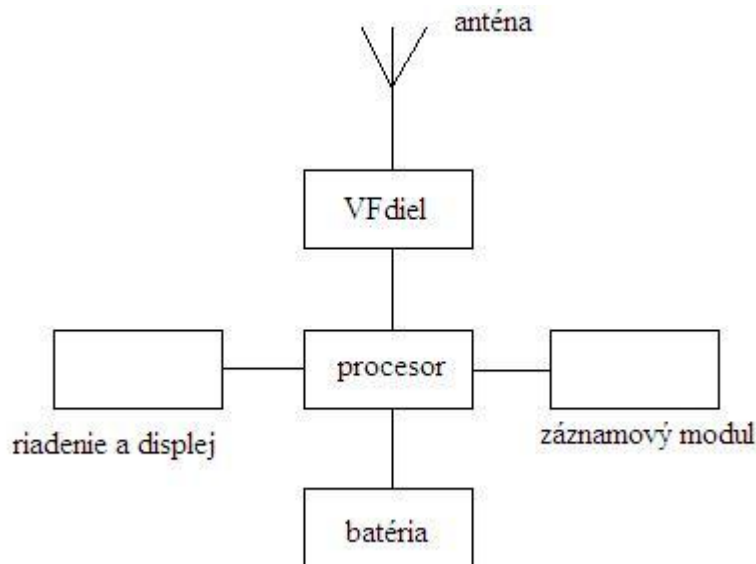 anténa
VFdiel
procesor
riadenie a displej
záznamový modul
batéria